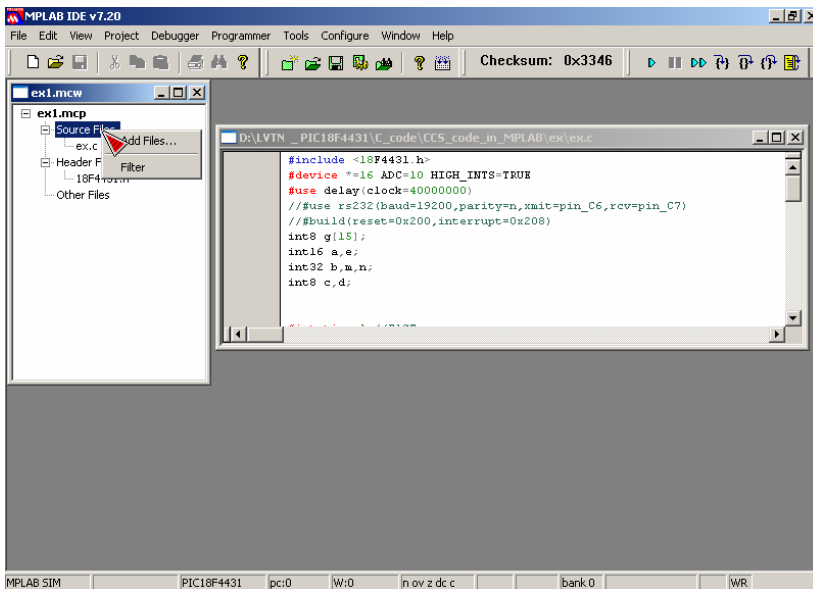 MPLAB IDE v7.20
File Edit View Project Debugger Programmer Tools Configure Window Help
Checksum: 0x3346
ex1.mcw
ex1.mcp
Source Files
ex.c
Header F
18F4431.h
Other Files
Add Files...
Filter
D:\LVTN _ PIC18F4431\C_code\CCS_code_in_MPLAB\ex\ex.c
#include <18F4431.h>
#device *=16 ADC=10 HIGH_INTS=TRUE
#use delay(clock=40000000)
//#use rs232(baud=19200,parity=n,xmit=pin_C6,rcv=pin_C7)
//#build(reset=0x200,interrupt=0x208)
int8 g[15];
int16 a,e;
int32 b,m,n;
int8 c,d;
MPLAB SIM PIC18F4431 pc:0 W:0 n ov z dc c bank 0 WR